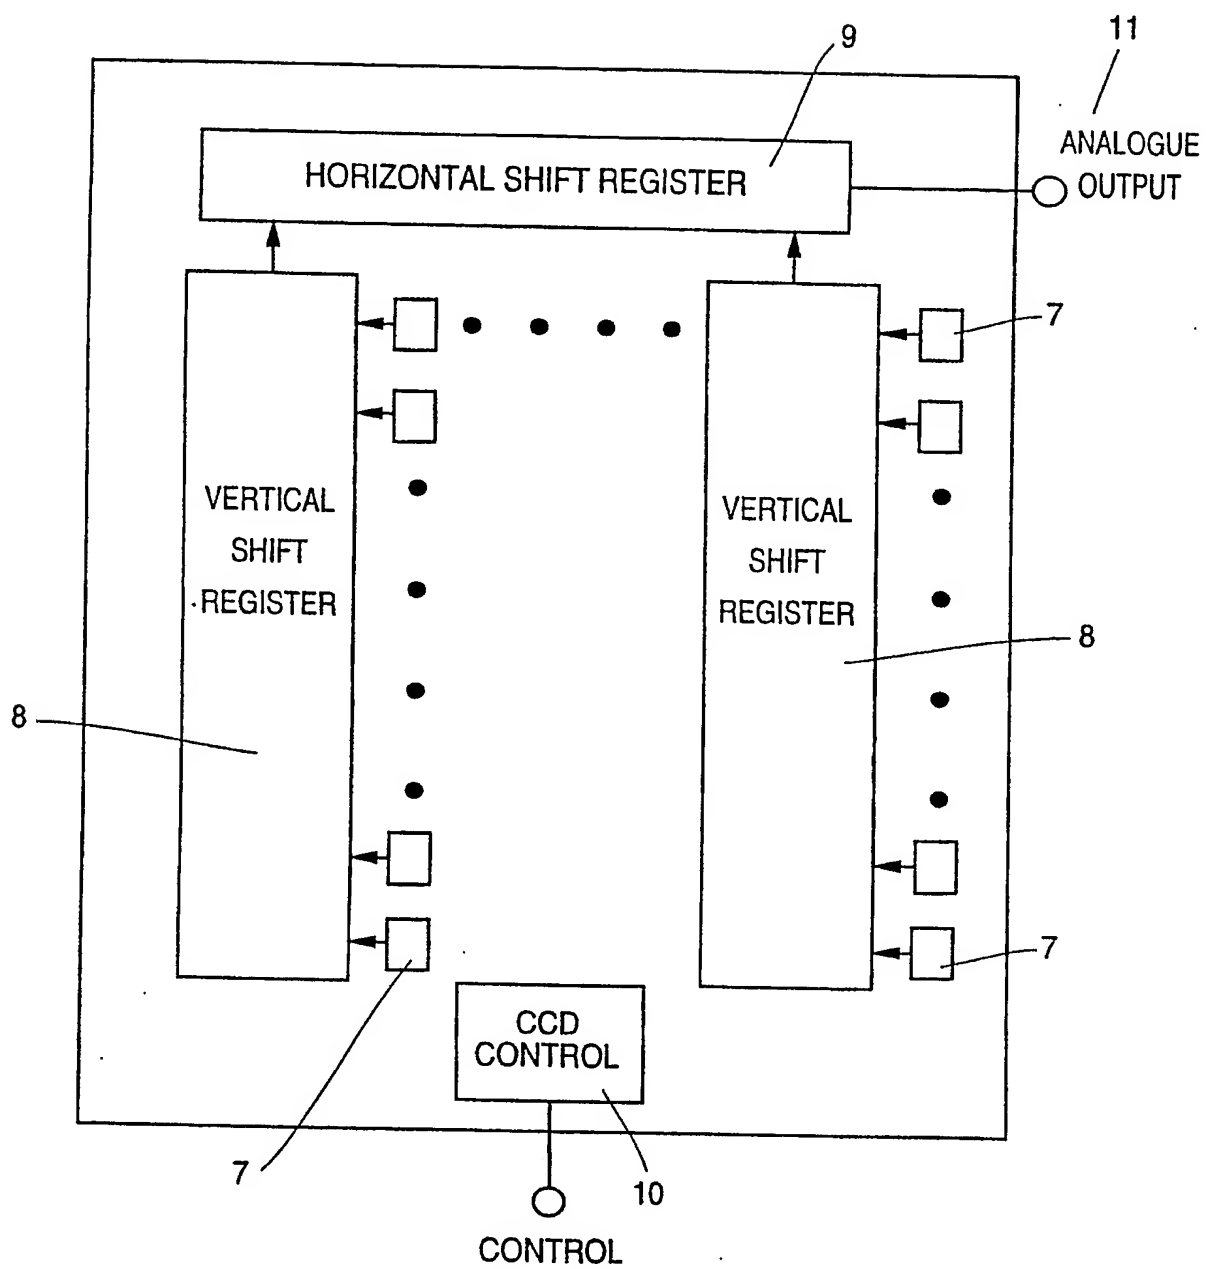 9
11
ANALOGUE
OUTPUT
HORIZONTAL SHIFT REGISTER
7
VERTICAL
SHIFT
REGISTER
VERTICAL
SHIFT
REGISTER
8
8
7
CCD
CONTROL
7
10
CONTROL